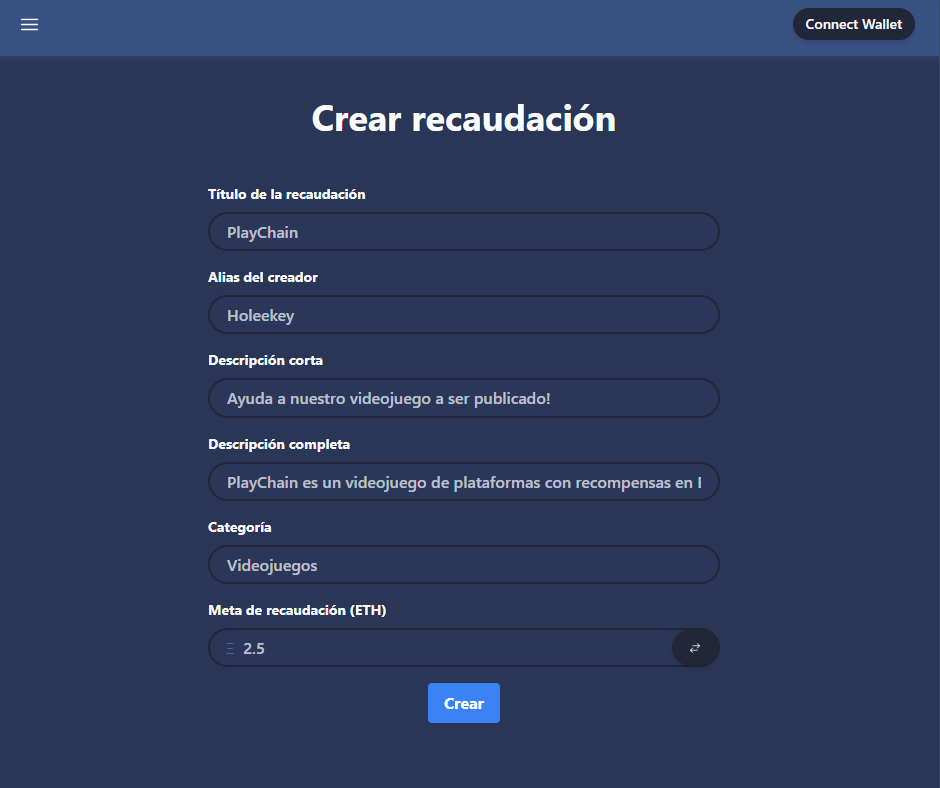 Connect Wallet
Crear recaudación
Título de la recaudación
PlayChain
Alias del creador
Holeekey
Descripción corta
Ayuda a nuestro videojuego a ser publicado!
Descripción completa
PlayChain es un videojuego de plataformas con recompensas en
Categoría
Videojuegos
Meta de recaudación (ETH)
Ξ 2.5
Crear